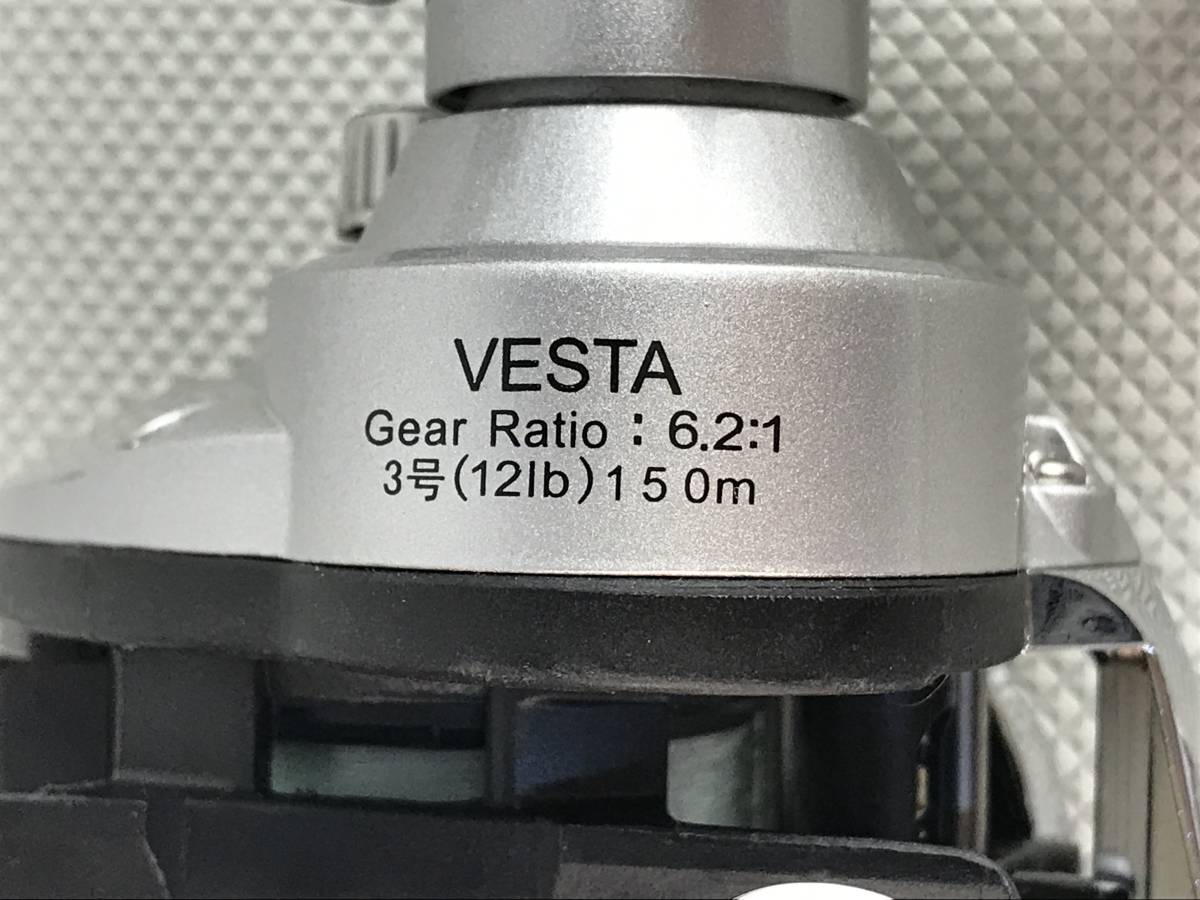 VESTA
Gear Ratio : 6.2:1
3号(12lb)150m